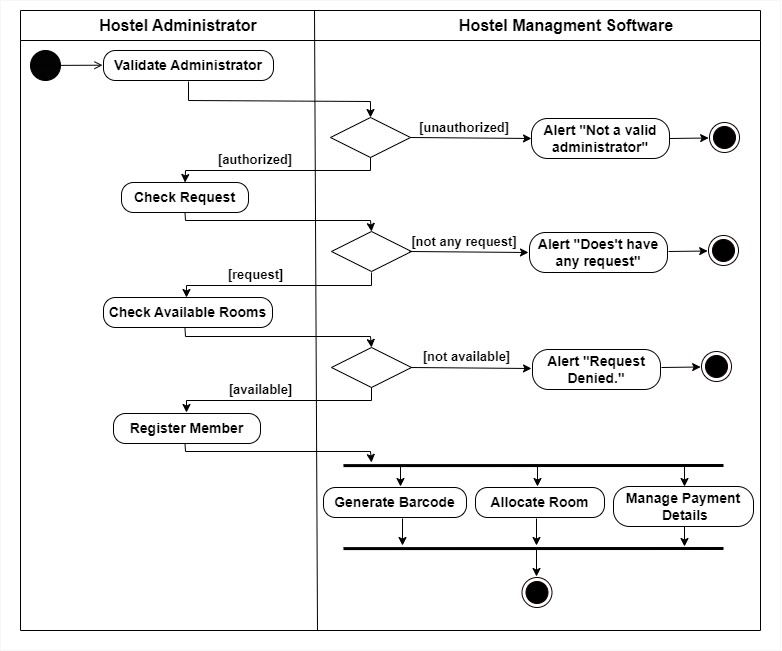 Hostel Administrator
Hostel Managment Software
Validate Administrator
[unauthorized]
Alert "Not a valid
administrator"
[authorized]
Check Request
[not any request]
Alert "Does't have
any request"
[request]
Check Available Rooms
[not available]
Alert "Request
Denied."
[available]
Register Member
Generate Barcode
Allocate Room
Manage Payment
Details